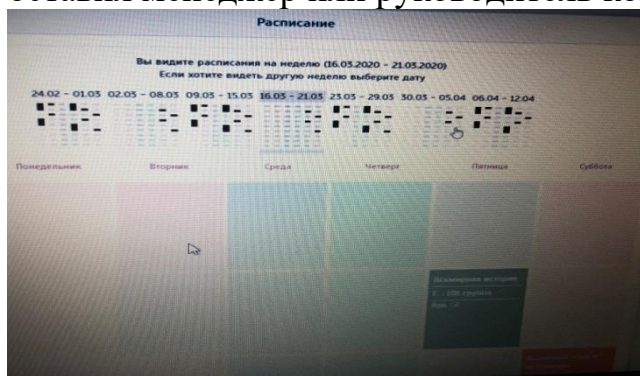 Расписание
Вы видите расписания на неделю (16.03.2020 - 21.03.2020)
Если хотите видеть другую неделю выберите дату
24.02 - 01.03 02.03 - 08.03 09.03 - 15.03 16.03 - 21.03 23.03 - 29.03 30.03 - 05.04 06.04 - 12.04
Понедельник Вторник Среда Четверг Пятница Суббота
Всемирная история